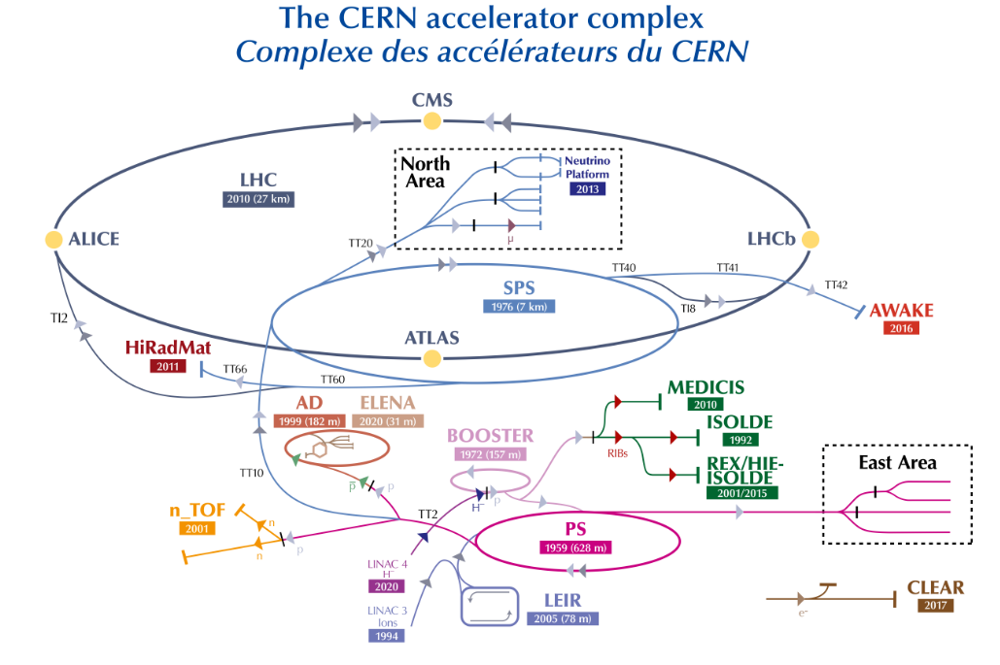 The CERN accelerator complex
Complexe des accélérateurs du CERN
CMS
North
Area
Neutrino
Platform
2013
LHC
2010 (27 km)
ALICE
LHCb
TT20
μ
TT40
TT41
TT42
SPS
1976 (7 km)
TI8
TI2
AWAKE
2016
ATLAS
HiRadMat
2011
TT66
TT60
MEDICIS
2010
AD
1999 (182 m)
ELENA
2020 (31 m)
ISOLDE
1992
BOOSTER
1972 (157 m)
RIBs
REX/HIE-
ISOLDE
2001/2015
East Area
TT10
p̅
p
H⁻
p
n_TOF
2001
n
n
p
TT2
PS
1959 (628 m)
LINAC 4
H⁻
2020
LEIR
2005 (78 m)
LINAC 3
Ions
1994
CLEAR
2017
e⁻